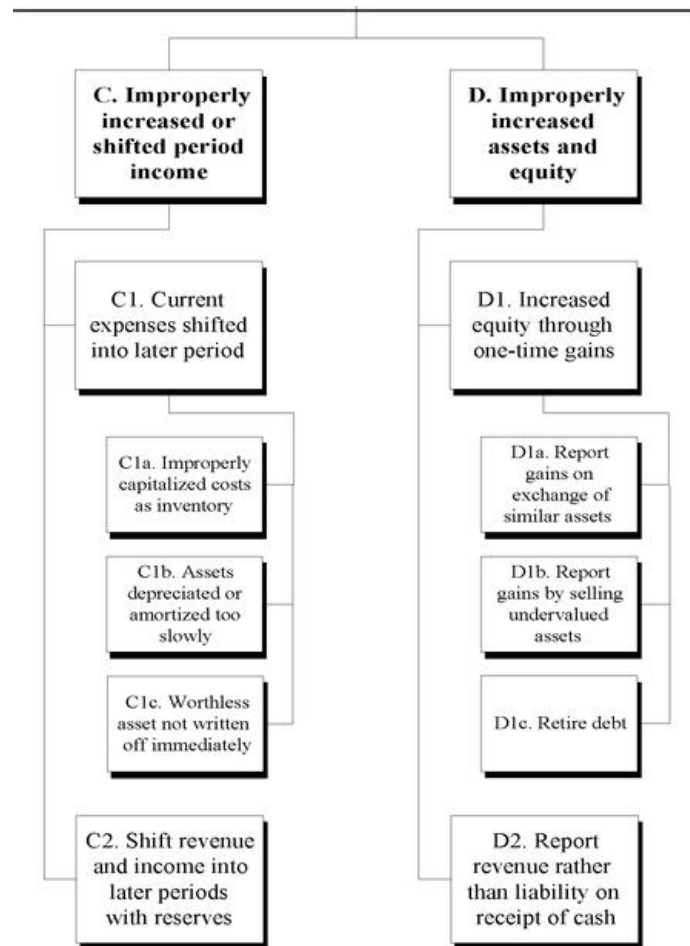 C. Improperly
increased or
shifted period
income
D. Improperly
increased
assets and
equity
C1. Current
expenses shifted
into later period
D1. Increased
equity through
one-time gains
C1a. Improperly
capitalized costs
as inventory
D1a. Report
gains on
exchange of
similar assets
C1b. Assets
depreciated or
amortized too
slowly
D1b. Report
gains by selling
undervalued
assets
C1c. Worthless
asset not written
off immediately
D1c. Retire debt
C2. Shift revenue
and income into
later periods
with reserves
D2. Report
revenue rather
than liability on
receipt of cash